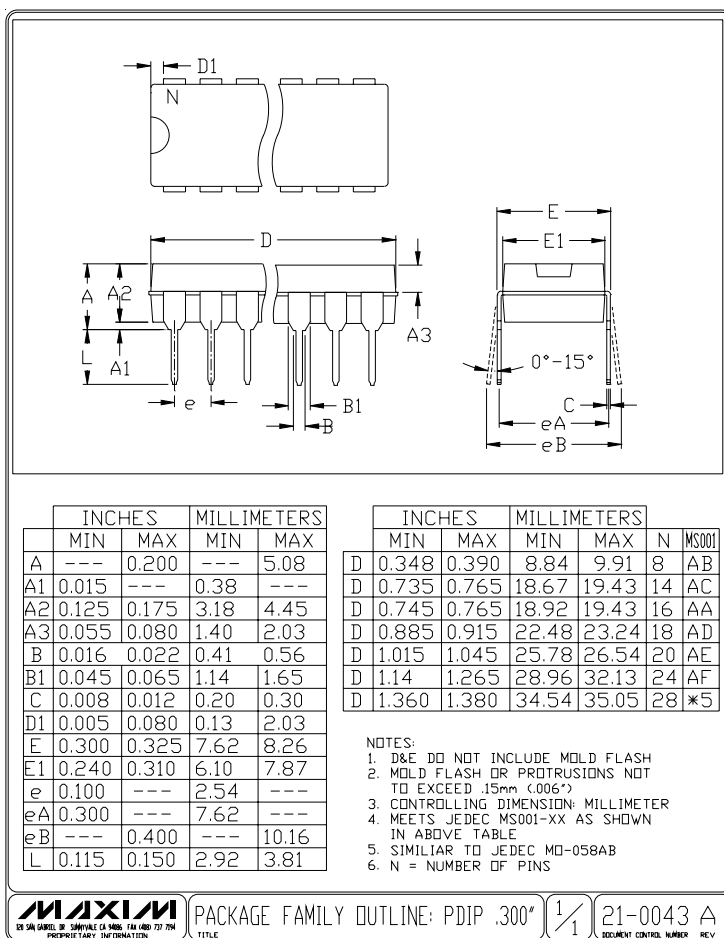 D1
N
D
E
E1
A
A2
A3
L
A1
0°-15°
e
B1
B
C
eA
eB
INCHES MILLIMETERS
MIN MAX MIN MAX
A --- 0.200 --- 5.08
A1 0.015 --- 0.38 ---
A2 0.125 0.175 3.18 4.45
A3 0.055 0.080 1.40 2.03
B 0.016 0.022 0.41 0.56
B1 0.045 0.065 1.14 1.65
C 0.008 0.012 0.20 0.30
D1 0.005 0.080 0.13 2.03
E 0.300 0.325 7.62 8.26
E1 0.240 0.310 6.10 7.87
e 0.100 --- 2.54 ---
eA 0.300 --- 7.62 ---
eB --- 0.400 --- 10.16
L 0.115 0.150 2.92 3.81
INCHES MILLIMETERS
MIN MAX MIN MAX N MS001
D 0.348 0.390 8.84 9.91 8 AB
D 0.735 0.765 18.67 19.43 14 AC
D 0.745 0.765 18.92 19.43 16 AA
D 0.885 0.915 22.48 23.24 18 AD
D 1.015 1.045 25.78 26.54 20 AE
D 1.14 1.265 28.96 32.13 24 AF
D 1.360 1.380 34.54 35.05 28 *5
NOTES:
1. D&E DO NOT INCLUDE MOLD FLASH
2. MOLD FLASH OR PROTRUSIONS NOT
TO EXCEED .15mm (.006")
3. CONTROLLING DIMENSION: MILLIMETER
4. MEETS JEDEC MS001-XX AS SHOWN
IN ABOVE TABLE
5. SIMILIAR TO JEDEC MO-058AB
6. N = NUMBER OF PINS
MAXIM
120 SAN GABRIEL DR SUNNYVALE CA 94086 FAX (408) 737 7194
PROPRIETARY INFORMATION
PACKAGE FAMILY OUTLINE: PDIP .300"
TITLE
1/1
21-0043 A
DOCUMENT CONTROL NUMBER REV